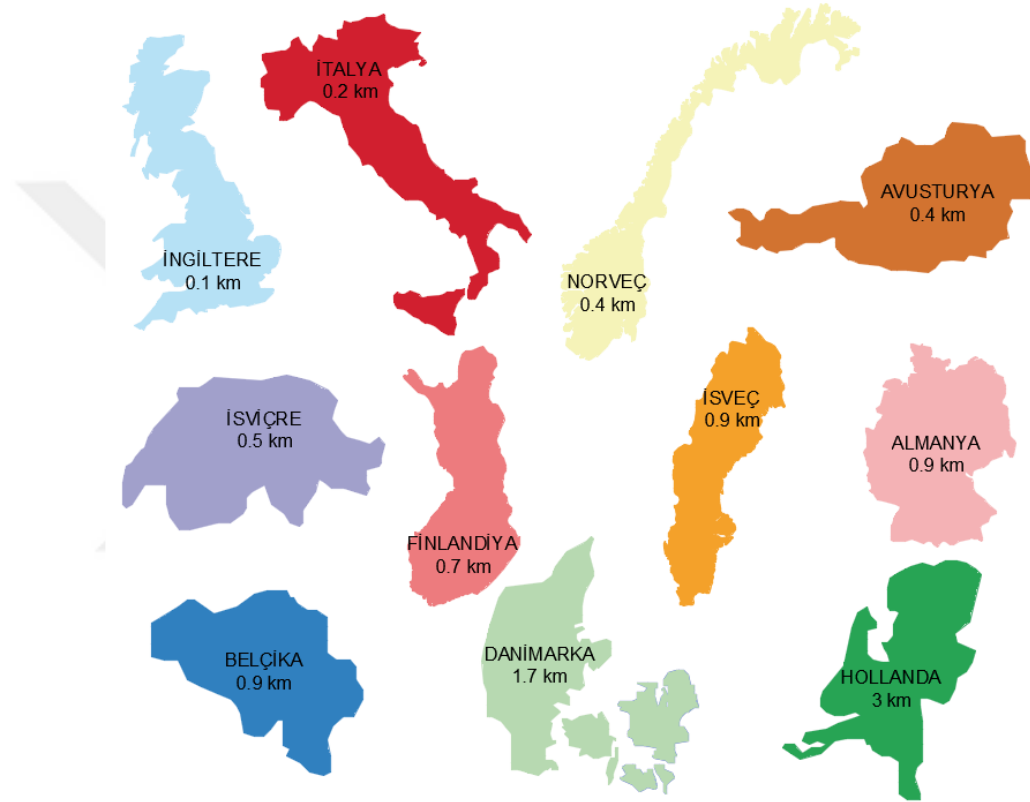 İTALYA
0.2 km
AVUSTURYA
0.4 km
İNGİLTERE
0.1 km
NORVEÇ
0.4 km
İSVİÇRE
0.5 km
İSVEÇ
0.9 km
ALMANYA
0.9 km
FİNLANDİYA
0.7 km
BELÇİKA
0.9 km
DANİMARKA
1.7 km
HOLLANDA
3 km